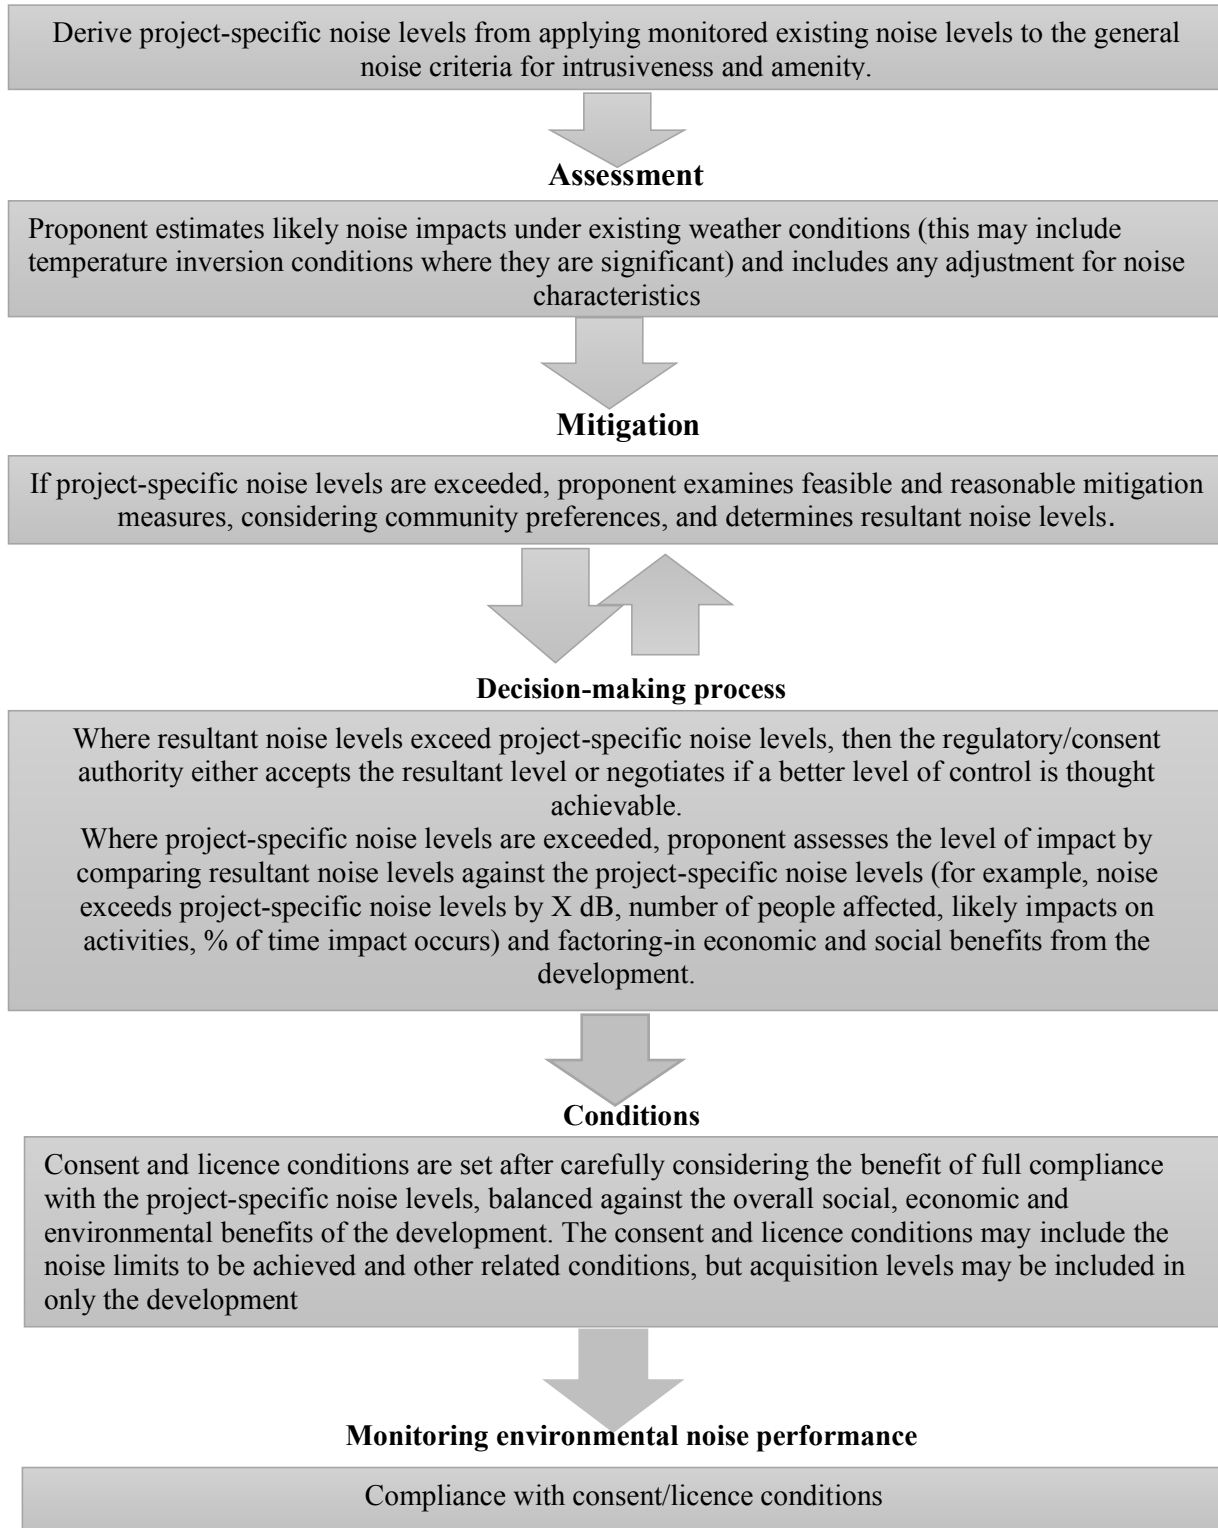 Derive project-specific noise levels from applying monitored existing noise levels to the general
noise criteria for intrusiveness and amenity.
Assessment
Proponent estimates likely noise impacts under existing weather conditions (this may include
temperature inversion conditions where they are significant) and includes any adjustment for noise
characteristics
Mitigation
If project-specific noise levels are exceeded, proponent examines feasible and reasonable mitigation
measures, considering community preferences, and determines resultant noise levels.
Decision-making process
Where resultant noise levels exceed project-specific noise levels, then the regulatory/consent
authority either accepts the resultant level or negotiates if a better level of control is thought
achievable.
Where project-specific noise levels are exceeded, proponent assesses the level of impact by
comparing resultant noise levels against the project-specific noise levels (for example, noise
exceeds project-specific noise levels by X dB, number of people affected, likely impacts on
activities, % of time impact occurs) and factoring-in economic and social benefits from the
development.
Conditions
Consent and licence conditions are set after carefully considering the benefit of full compliance
with the project-specific noise levels, balanced against the overall social, economic and
environmental benefits of the development. The consent and licence conditions may include the
noise limits to be achieved and other related conditions, but acquisition levels may be included in
only the development
Monitoring environmental noise performance
Compliance with consent/licence conditions